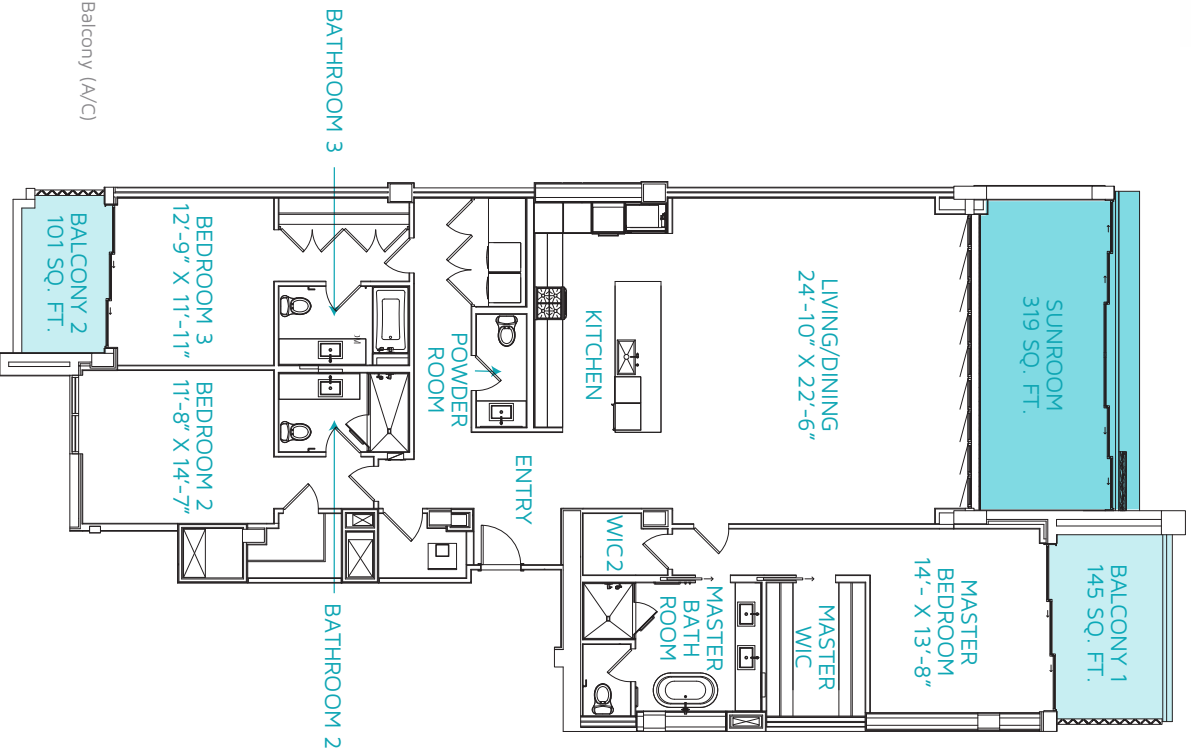 Balcony (A/C)
BATHROOM 3
BALCONY 2
101 SQ. FT.
BEDROOM 3
12'-9" X 11'-11"
BEDROOM 2
11'-8" X 14'-7"
POWDER
ROOM
KITCHEN
LIVING/DINING
24'-10" X 22'-6"
SUNROOM
319 SQ. FT.
ENTRY
WIC2
MASTER
BATH
ROOM
MASTER
WIC
MASTER
BEDROOM
14'- X 13'-8"
BALCONY 1
145 SQ. FT.
BATHROOM 2